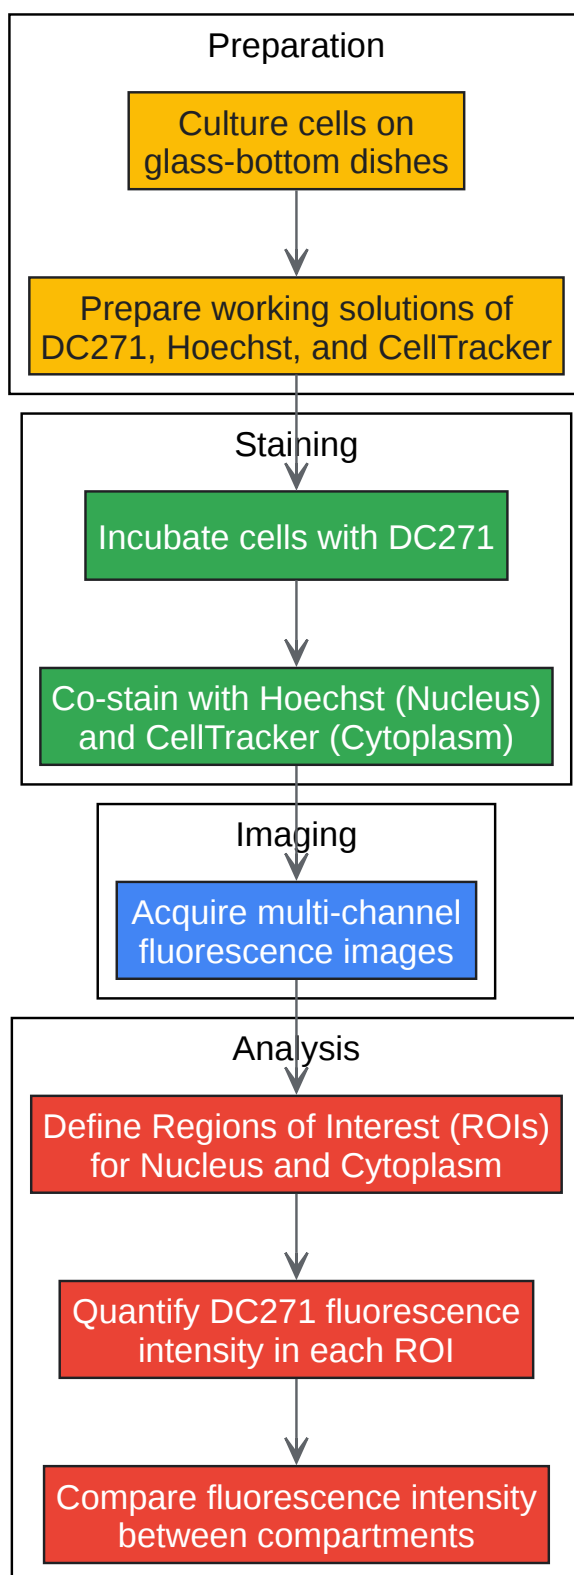 Preparation
Culture cells on
glass-bottom dishes
Prepare working solutions of
DC271, Hoechst, and CellTracker
Staining
Incubate cells with DC271
Co-stain with Hoechst (Nucleus)
and CellTracker (Cytoplasm)
Imaging
Acquire multi-channel
fluorescence images
Analysis
Define Regions of Interest (ROIs)
for Nucleus and Cytoplasm
Quantify DC271 fluorescence
intensity in each ROI
Compare fluorescence intensity
between compartments